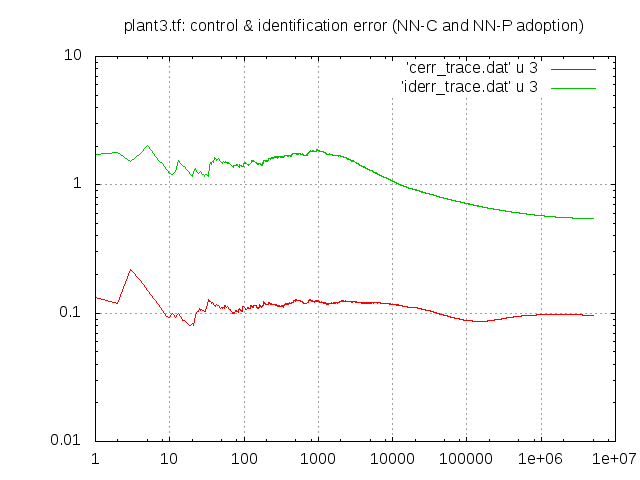 plant3.tf: control & identification error (NN-C and NN-P adoption)
10
'cerr_trace.dat' u 3
'iderr_trace.dat' u 3
1
0.1
0.01
1 10 100 1000 10000 100000 1e+06 1e+07